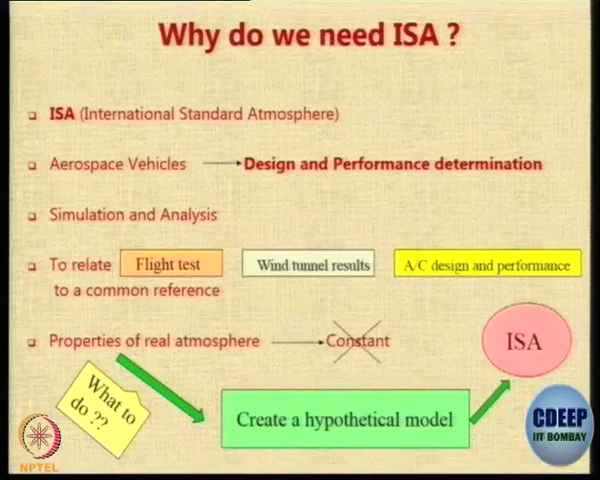 Why do we need ISA ?
ISA (International Standard Atmosphere)
Aerospace Vehicles Design and Performance determination
Simulation and Analysis
To relate Flight test Wind tunnel results A/C design and performance
to a common reference
Properties of real atmosphere Constant
ISA
What to
do ??
Create a hypothetical model
CDEEP
IIT BOMBAY
NPTEL